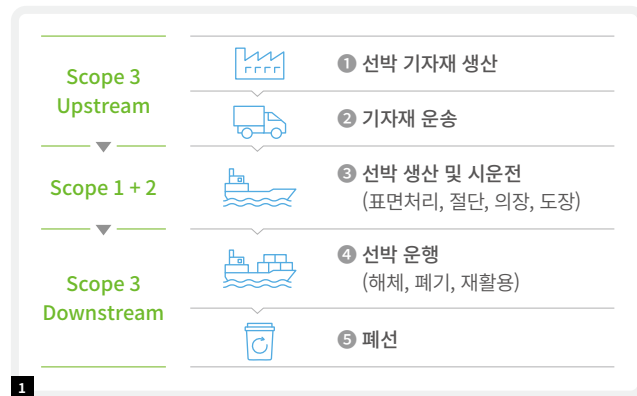 Scope 3
Upstream
❶ 선박 기자재 생산
❷ 기자재 운송
Scope 1 + 2
❸ 선박 생산 및 시운전
(표면처리, 절단, 의장, 도장)
Scope 3
Downstream
❹ 선박 운행
(해체, 폐기, 재활용)
❺ 폐선
1